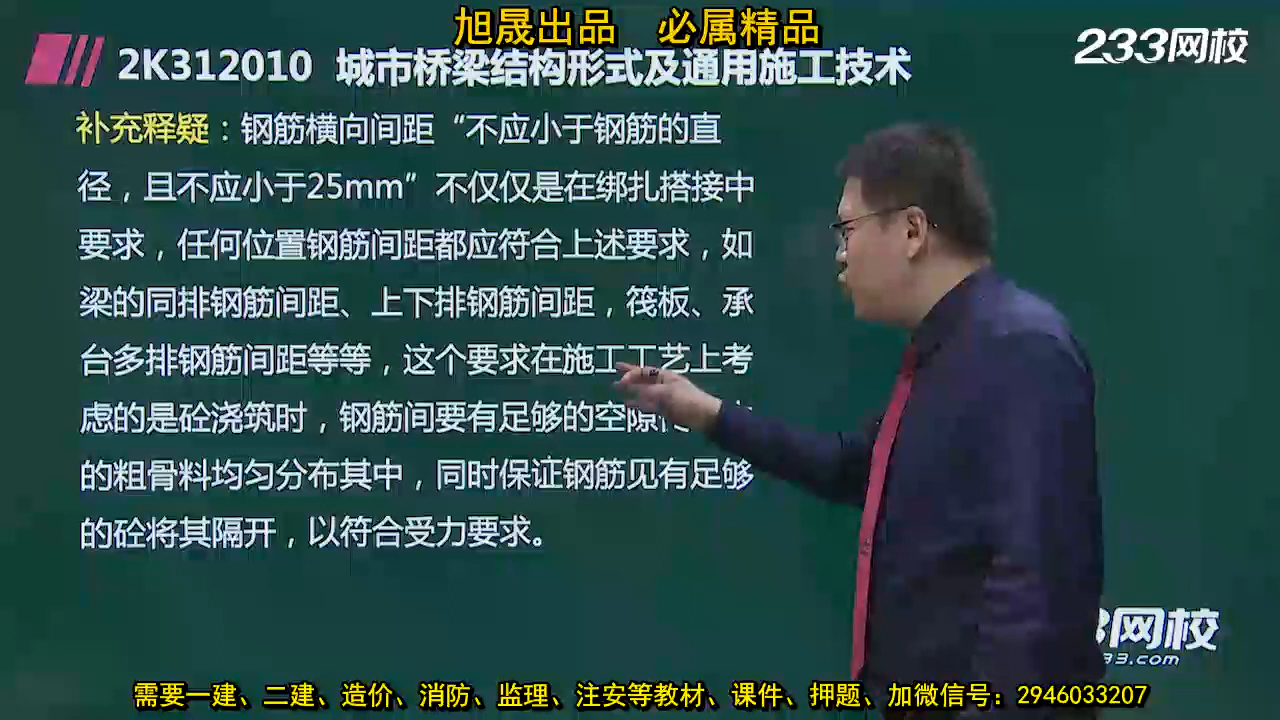 旭晟出品 必属精品
233网校
2K312010 城市桥梁结构形式及通用施工技术
补充释疑：钢筋横向间距“不应小于钢筋的直
径，且不应小于25mm”不仅仅是在绑扎搭接中
要求，任何位置钢筋间距都应符合上述要求，如
梁的同排钢筋间距、上下排钢筋间距，筏板、承
台多排钢筋间距等等，这个要求在施工工艺上考
虑的是砼浇筑时，钢筋间要有足够的空隙
的粗骨料均匀分布其中，同时保证钢筋见有足够
的砼将其隔开，以符合受力要求。
3网校
33.com
需要一建、二建、造价、消防、监理、注安等教材、课件、押题、加微信号：2946033207